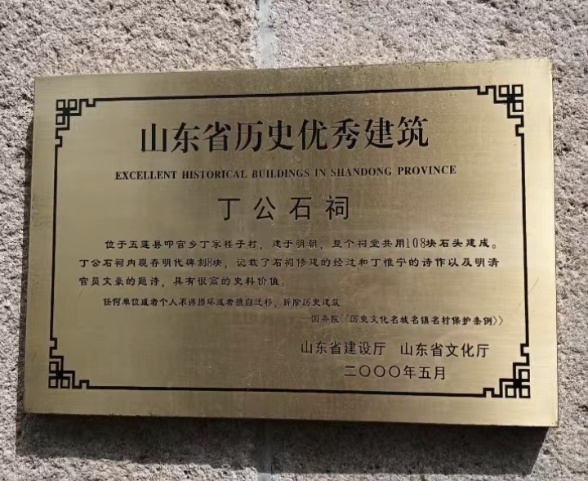 山东省历史优秀建筑
EXCELLENT HISTORICAL BUILDINGS IN SHANDONG PROVINCE
丁公石祠
位于五莲县叩官乡丁家楼子村，建于明朝，整个祠堂共用108块石头建成。
丁公石祠内现存明代碑刻8块，记载了石祠修建的经过和丁惟宁的诗作以及明清
官员文豪的题诗，具有很高的史料价值。
任何单位或者个人不得损坏或者擅自迁移、拆除历史建筑
—国务院《历史文化名城名镇名村保护条例》
山东省建设厅 山东省文化厅
二〇〇〇年五月